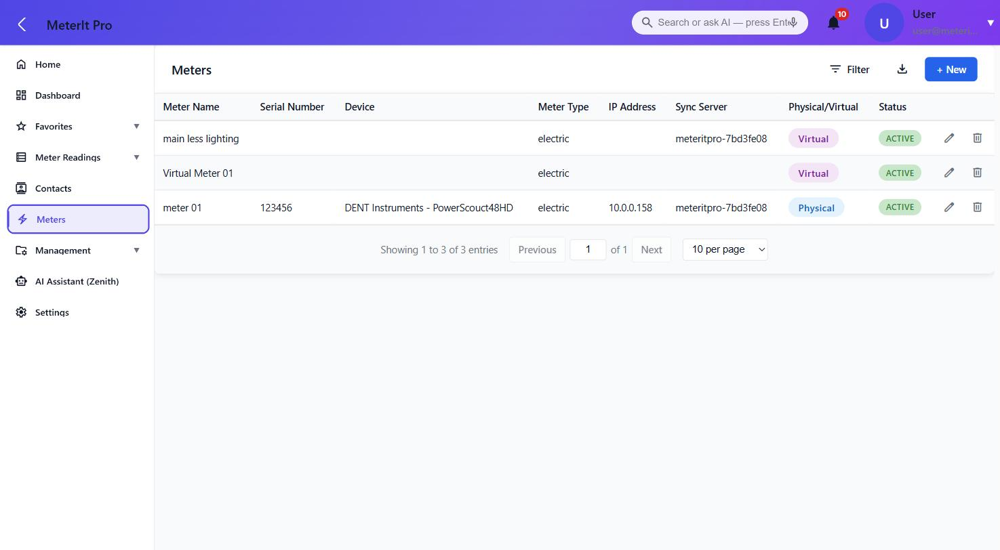 MeterIt Pro
Search or ask AI — press Ente
10
U
User
user@meteri...
Home
Dashboard
Favorites
Meter Readings
Contacts
Meters
Management
AI Assistant (Zenith)
Settings
Meters
Filter
+ New
Meter Name Serial Number Device Meter Type IP Address Sync Server Physical/Virtual Status
main less lighting electric meteritpro-7bd3fe08 Virtual ACTIVE
Virtual Meter 01 electric Virtual ACTIVE
meter 01 123456 DENT Instruments - PowerScouct48HD electric 10.0.0.158 meteritpro-7bd3fe08 Physical ACTIVE
Showing 1 to 3 of 3 entries Previous 1 of 1 Next 10 per page